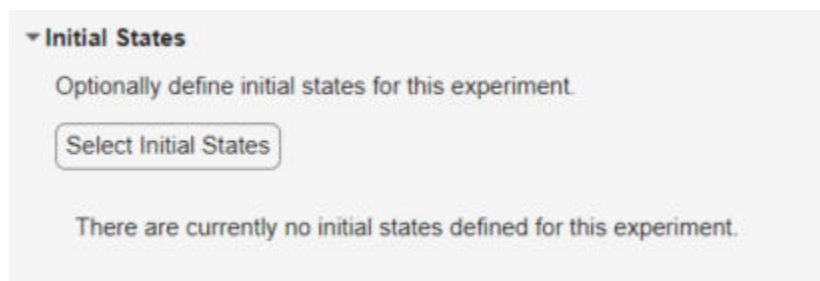 Initial States
Optionally define initial states for this experiment.
Select Initial States
There are currently no initial states defined for this experiment.